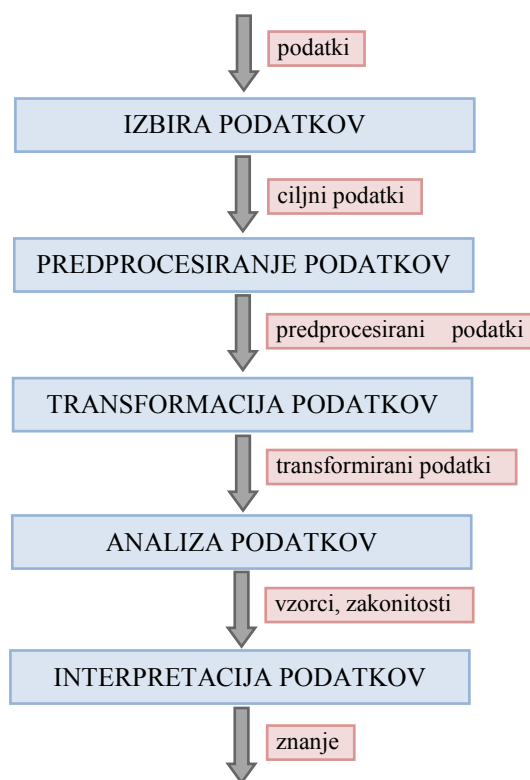 podatki
IZBIRA PODATKOV
ciljni podatki
PREDPROCESIRANJE PODATKOV
predprocesirani podatki
TRANSFORMACIJA PODATKOV
transformirani podatki
ANALIZA PODATKOV
vzorci, zakonitosti
INTERPRETACIJA PODATKOV
znanje